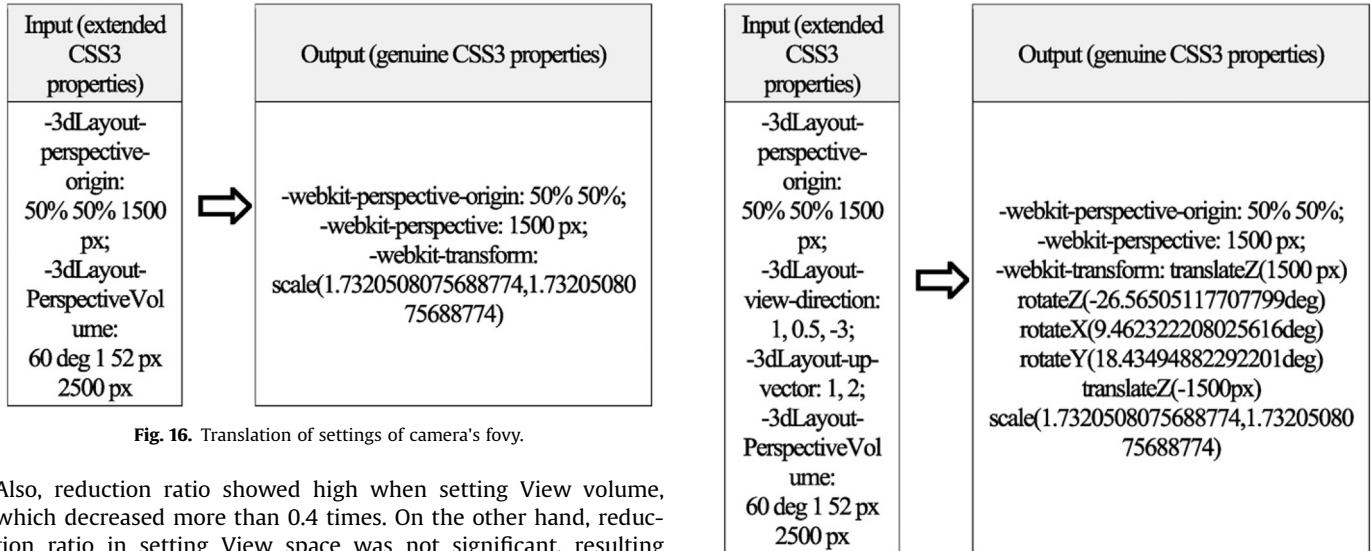 Input (extended
CSS3
properties)
Output (genuine CSS3 properties)
-3dLayout-
perspective-
origin:
50% 50% 1500
px;
-3dLayout-
PerspectiveVol
ume:
60 deg 1 52 px
2500 px
-webkit-perspective-origin: 50% 50%;
-webkit-perspective: 1500 px;
-webkit-transform:
scale(1.7320508075688774,1.73205080
75688774)
Fig. 16. Translation of settings of camera's fovy.
Also, reduction ratio showed high when setting View volume,
which decreased more than 0.4 times. On the other hand, reduc-
tion ratio in setting View space was not significant, resulting
Input (extended
CSS3
properties)
Output (genuine CSS3 properties)
-3dLayout-
perspective-
origin:
50% 50% 1500
px;
-3dLayout-
view-direction:
1, 0.5, -3;
-3dLayout-up-
vector: 1, 2;
-3dLayout-
PerspectiveVol
ume:
60 deg 1 52 px
2500 px
-webkit-perspective-origin: 50% 50%;
-webkit-perspective: 1500 px;
-webkit-transform: translateZ(1500 px)
rotateZ(-26.56505117707799deg)
rotateX(9.462322208025616deg)
rotateY(18.43494882292201deg)
translateZ(-1500px)
scale(1.7320508075688774,1.73205080
75688774)